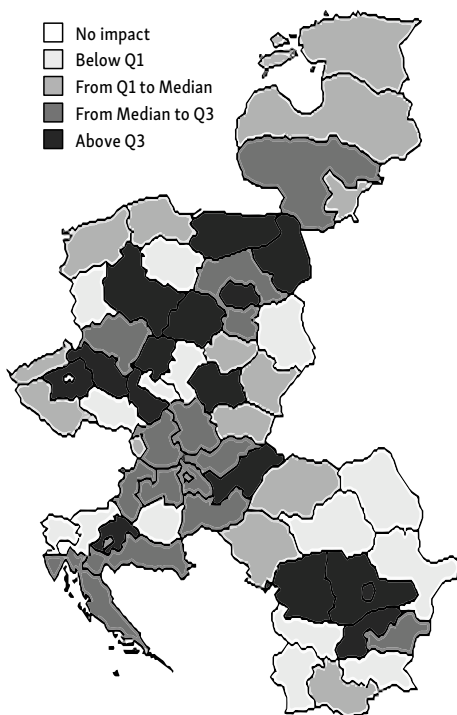 No impact
Below Q1
From Q1 to Median
From Median to Q3
Above Q3